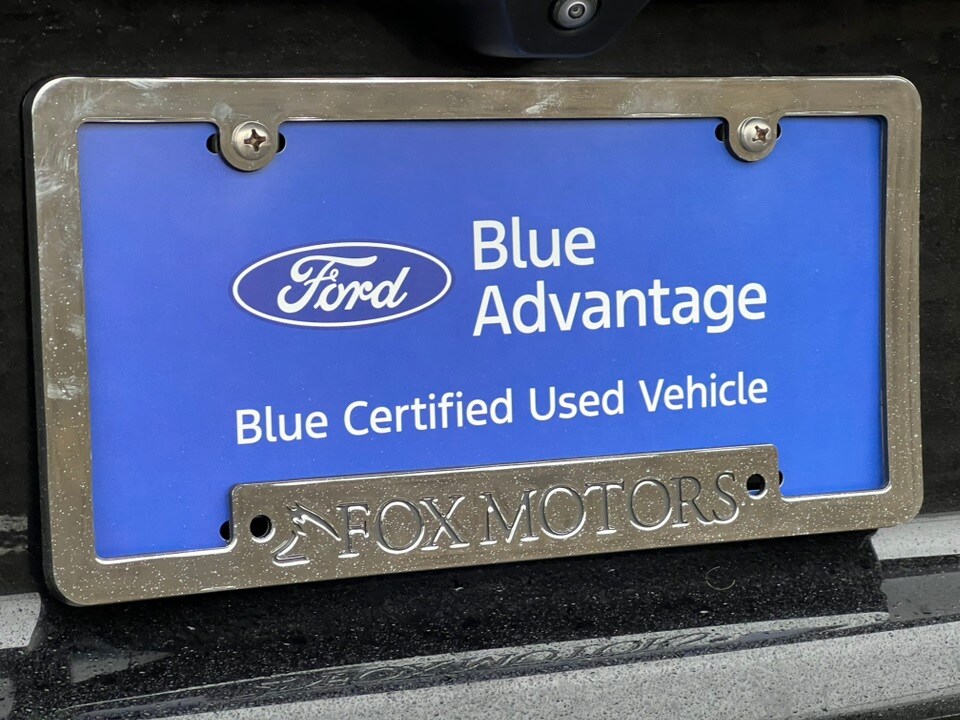 Ford
Blue
Advantage
Blue Certified Used Vehicle
FOX MOTORS